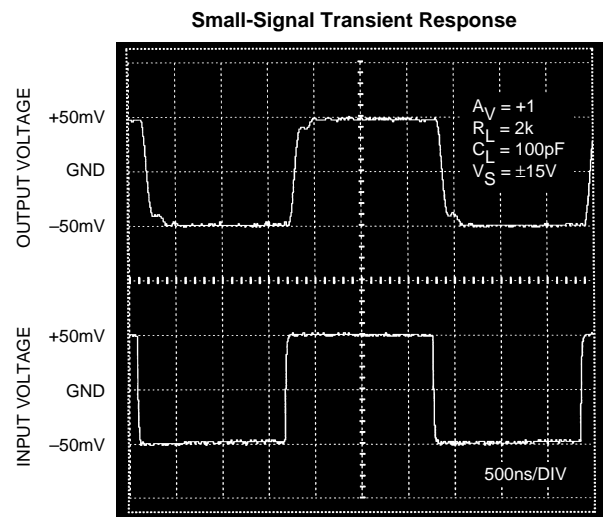 Small-Signal Transient Response
OUTPUT VOLTAGE
+50mV
GND
–50mV
A_V = +1
R_L = 2k
C_L = 100pF
V_S = ±15V
INPUT VOLTAGE
+50mV
GND
–50mV
500ns/DIV